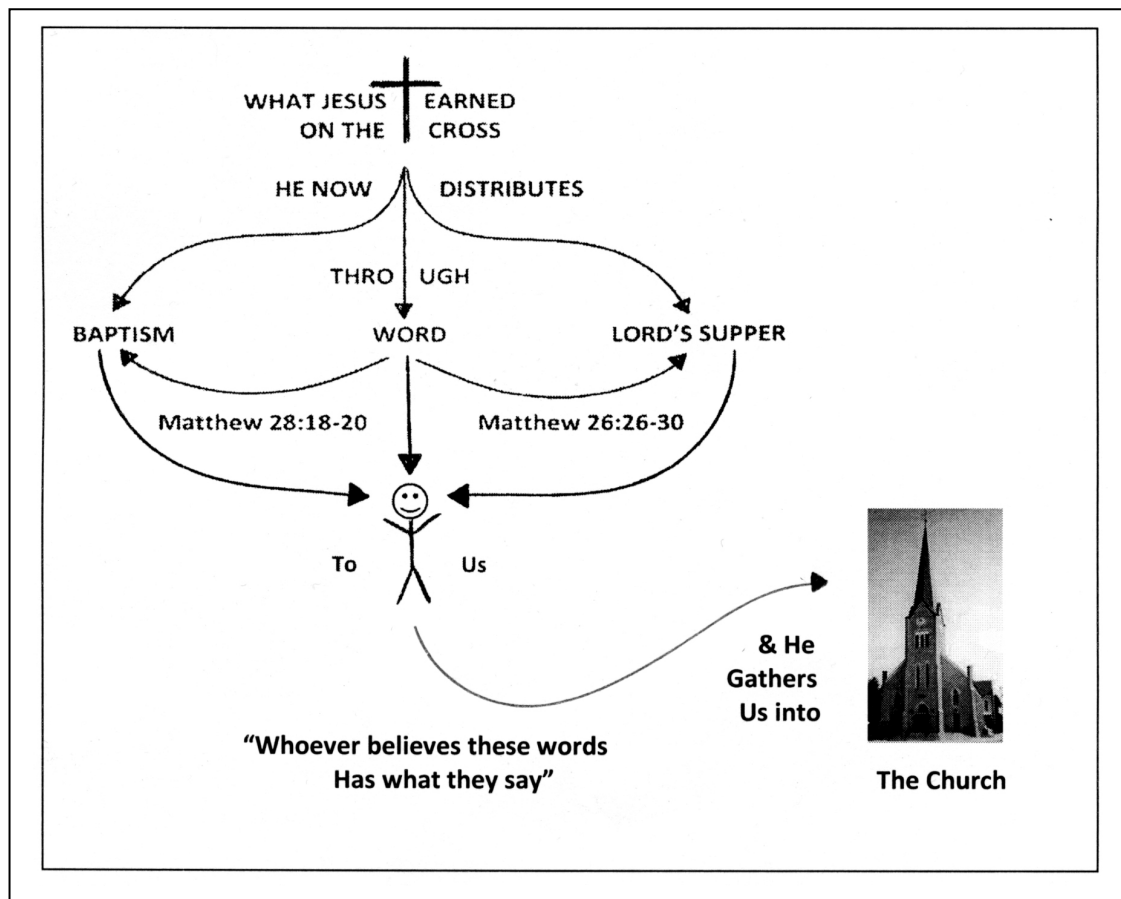 WHAT JESUS EARNED
ON THE CROSS
HE NOW DISTRIBUTES
THRO UGH
BAPTISM WORD LORD'S SUPPER
Matthew 28:18-20 Matthew 26:26-30
To Us
& He
Gathers
Us into
“Whoever believes these words
Has what they say”
The Church